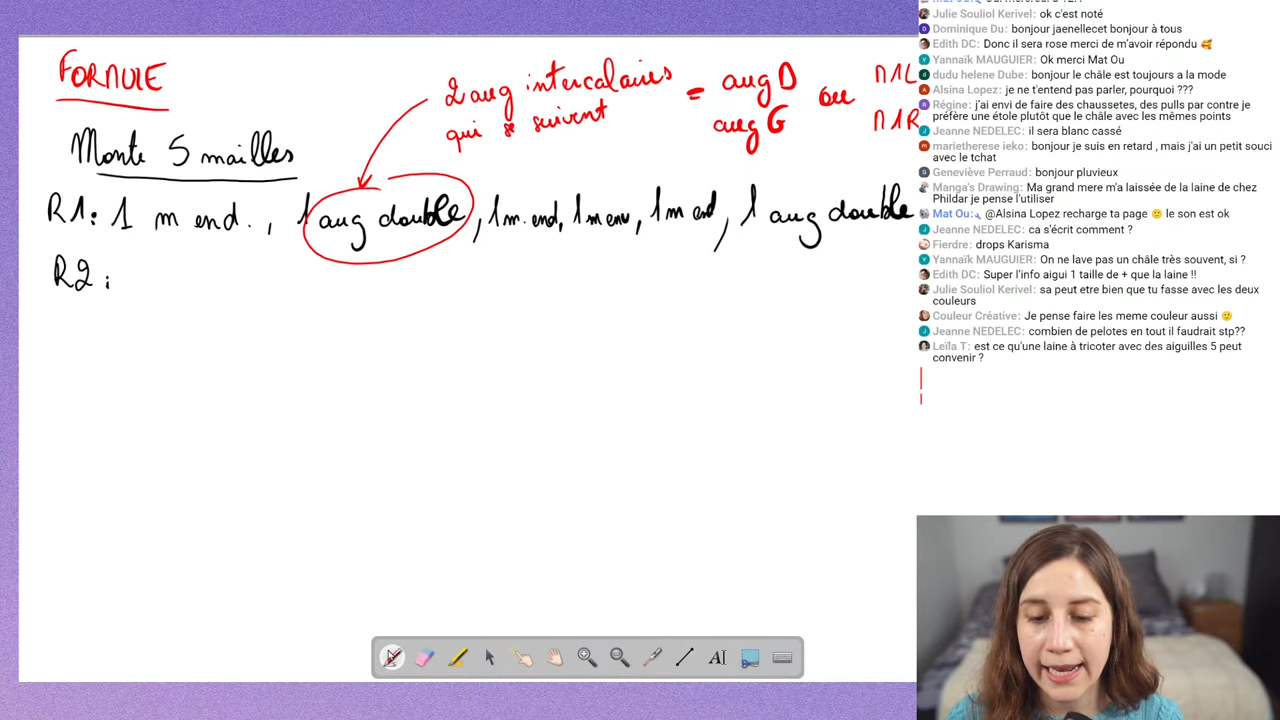 FORMULE
2 aug intercalaires = aug D ou M1L
qui se suivent aug G M1R
Monte 5 mailles
R1: 1 m end., 1 aug double, 1 m. end, 1 m env, 1 m end, 1 aug double
R2:
Julie Souliol Kerivel: ok c'est noté
Dominique Du: bonjour jaenellecet bonjour à tous
Edith DC: Donc il sera rose merci de m'avoir répondu 🥰
Yannaïk MAUGUIER: Ok merci Mat Ou
dudu helene Dube: bonjour le châle est toujours a la mode
Alsina Lopez: je ne t'entend pas parler, pourquoi ???
Régine: j'ai envi de faire des chaussetes, des pulls par contre je
préfère une étole plutôt que le châle avec les mêmes points
Jeanne NEDELEC: il sera blanc cassé
marietherese ieko: bonjour je suis en retard , mais j'ai un petit souci
avec le tchat
Geneviève Perraud: bonjour pluvieux
Manga's Drawing: Ma grand mere m'a laissée de la laine de chez
Phildar je pense l'utiliser
Mat Ou: @Alsina Lopez recharge ta page 🙂 le son est ok
Jeanne NEDELEC: ca s'écrit comment ?
Fierdre: drops Karisma
Yannaïk MAUGUIER: On ne lave pas un châle très souvent, si ?
Edith DC: Super l'info aigui 1 taille de + que la laine !!
Julie Souliol Kerivel: sa peut etre bien que tu fasse avec les deux
couleurs
Couleur Créative: Je pense faire les meme couleur aussi 🙂
Jeanne NEDELEC: combien de pelotes en tout il faudrait stp??
Leïla T: est ce qu'une laine à tricoter avec des aiguilles 5 peut
convenir ?
AI